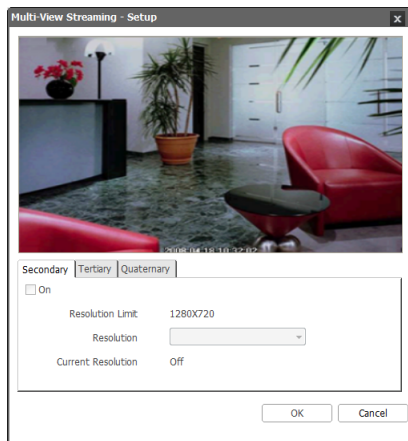 Multi-View Streaming - Setup
x
2008.04.18 10:32:02
Secondary Tertiary Quaternary
On
Resolution Limit 1280X720
Resolution
Current Resolution Off
OK Cancel